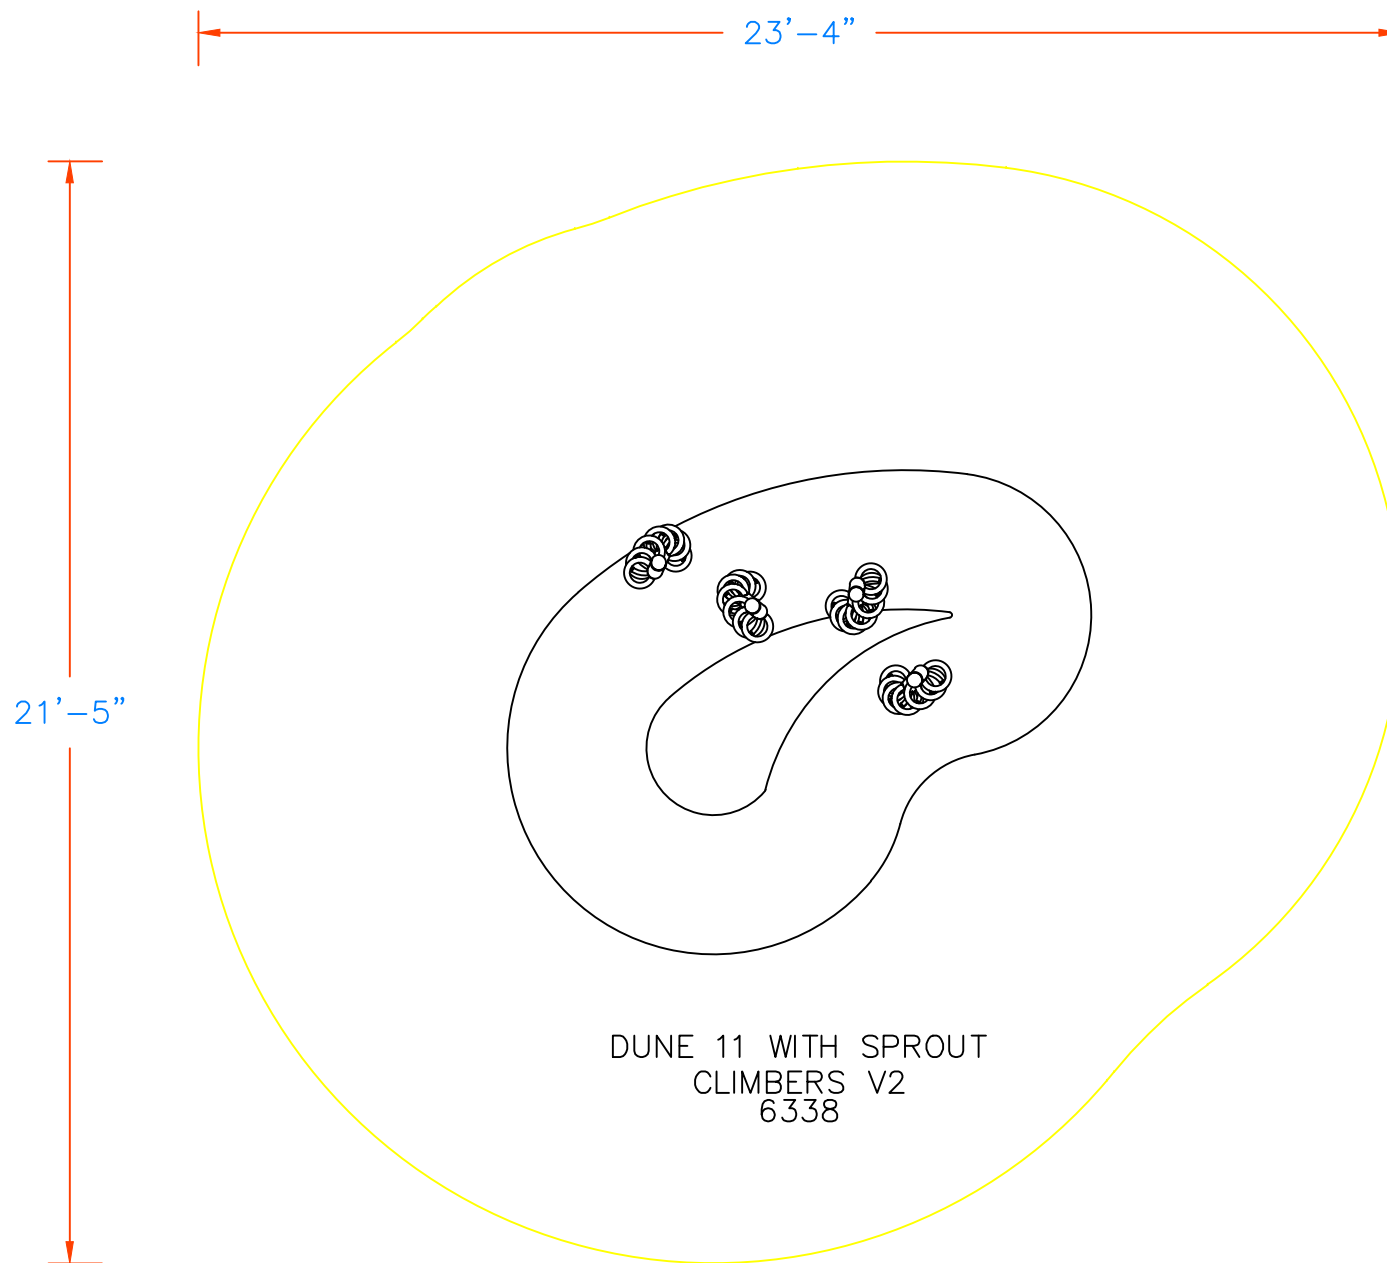 23’–4”
21’–5”
DUNE 11 WITH SPROUT
CLIMBERS V2
6338